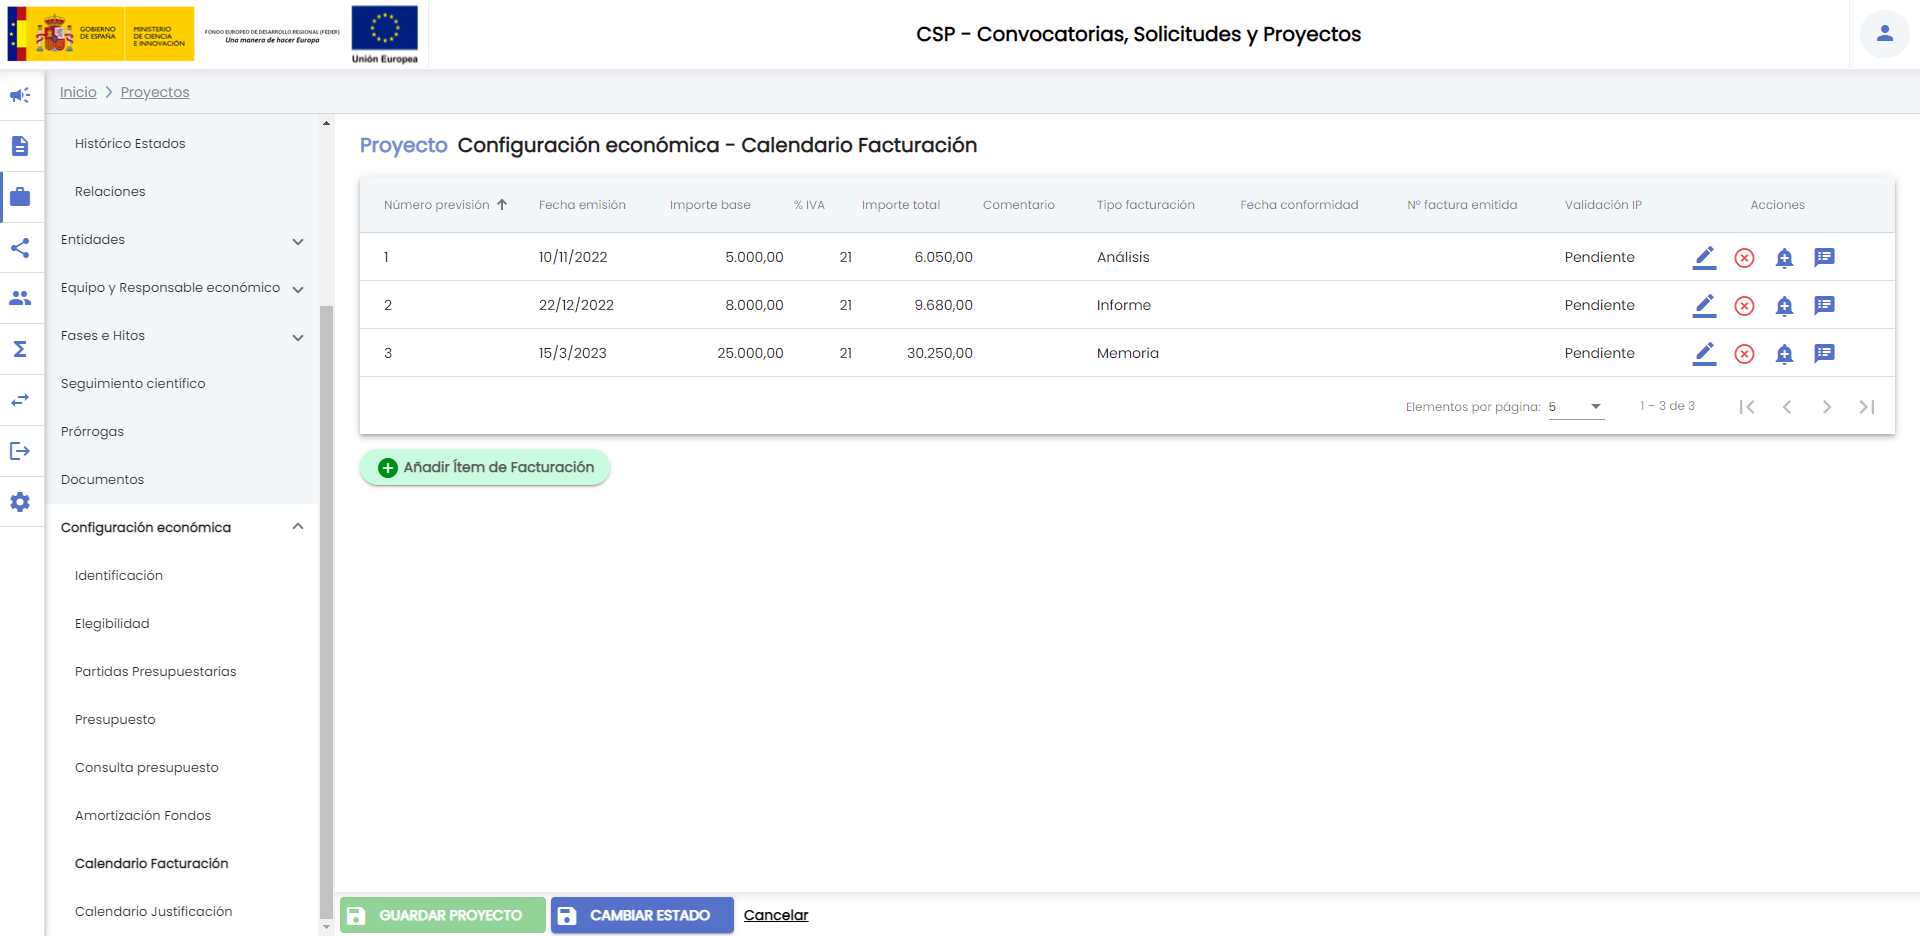 GOBIERNO DE ESPAÑA
MINISTERIO DE CIENCIA E INNOVACIÓN
FONDO EUROPEO DE DESARROLLO REGIONAL (FEDER)
Una manera de hacer Europa
Unión Europea
CSP - Convocatorias, Solicitudes y Proyectos
Inicio Proyectos
Histórico Estados
Relaciones
Entidades
Equipo y Responsable económico
Fases e Hitos
Seguimiento científico
Prórrogas
Documentos
Configuración económica
Identificación
Elegibilidad
Partidas Presupuestarias
Presupuesto
Consulta presupuesto
Amortización Fondos
Calendario Facturación
Calendario Justificación
Proyecto Configuración económica - Calendario Facturación
Número previsión Fecha emisión Importe base % IVA Importe total Comentario Tipo facturación Fecha conformidad Nº factura emitida Validación IP Acciones
1 10/11/2022 5.000,00 21 6.050,00 Análisis Pendiente
2 22/12/2022 8.000,00 21 9.680,00 Informe Pendiente
3 15/3/2023 25.000,00 21 30.250,00 Memoria Pendiente
Elementos por página: 5 1 – 3 de 3
Añadir Ítem de Facturación
GUARDAR PROYECTO CAMBIAR ESTADO Cancelar